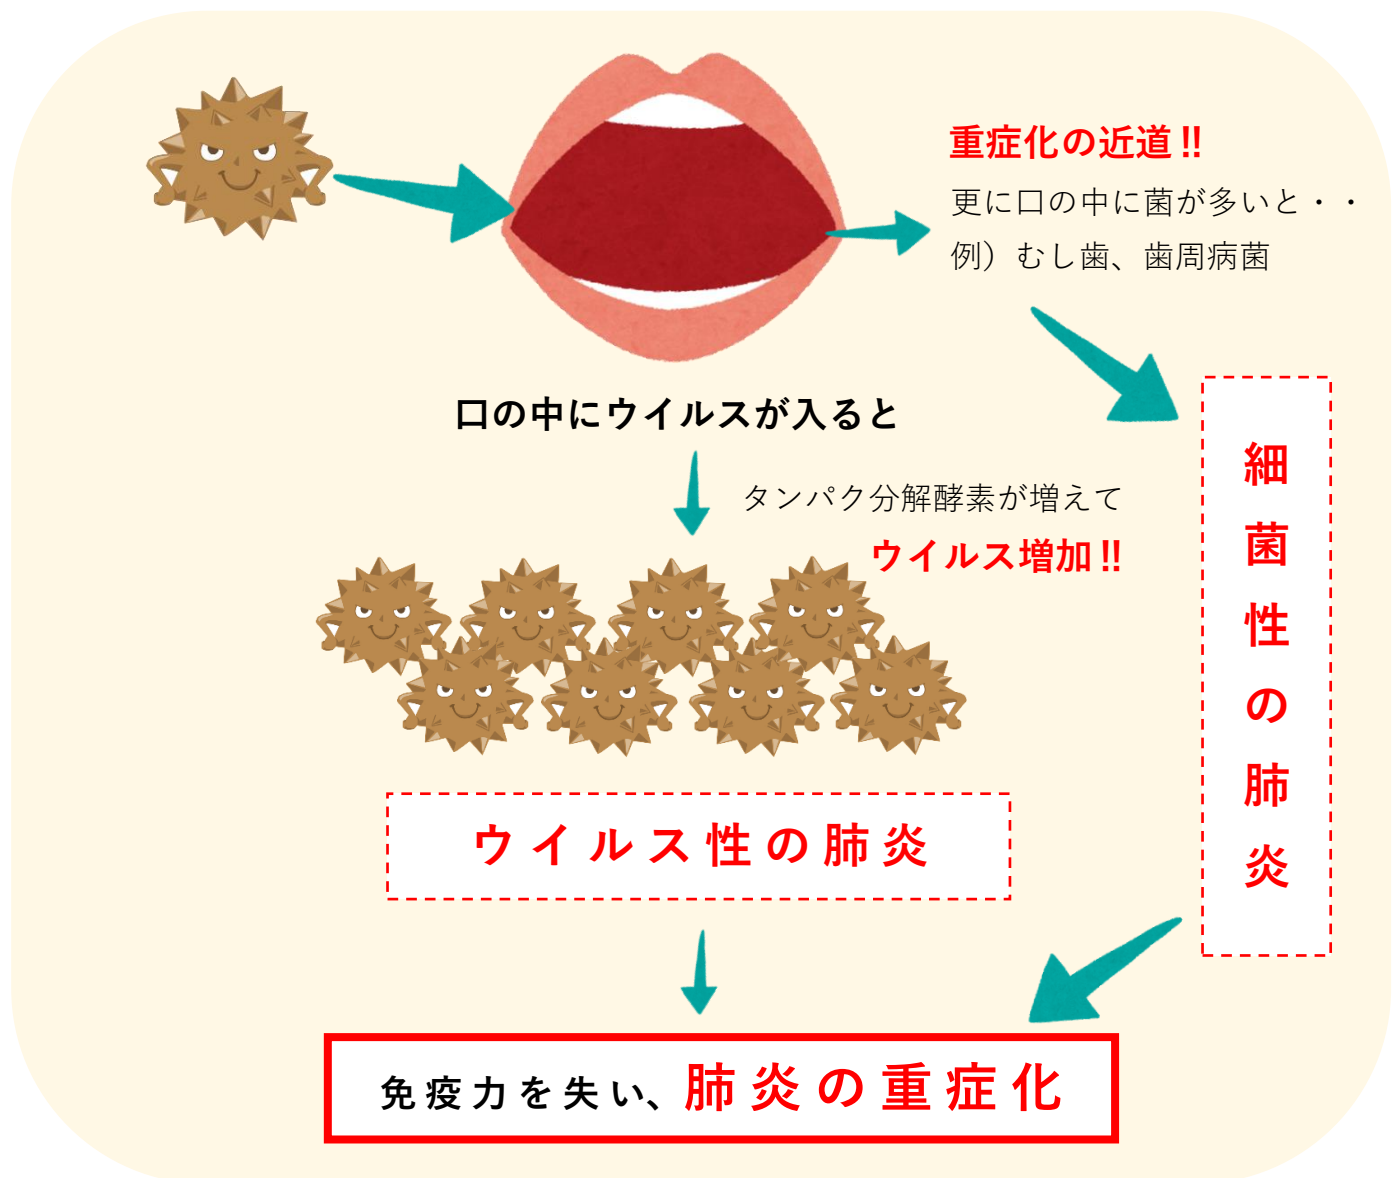 重症化の近道‼
更に口の中に菌が多いと・・
例）むし歯、歯周病菌
口の中にウイルスが入ると
タンパク分解酵素が増えて
ウイルス増加‼
細菌性の肺炎
ウイルス性の肺炎
免疫力を失い、肺炎の重症化